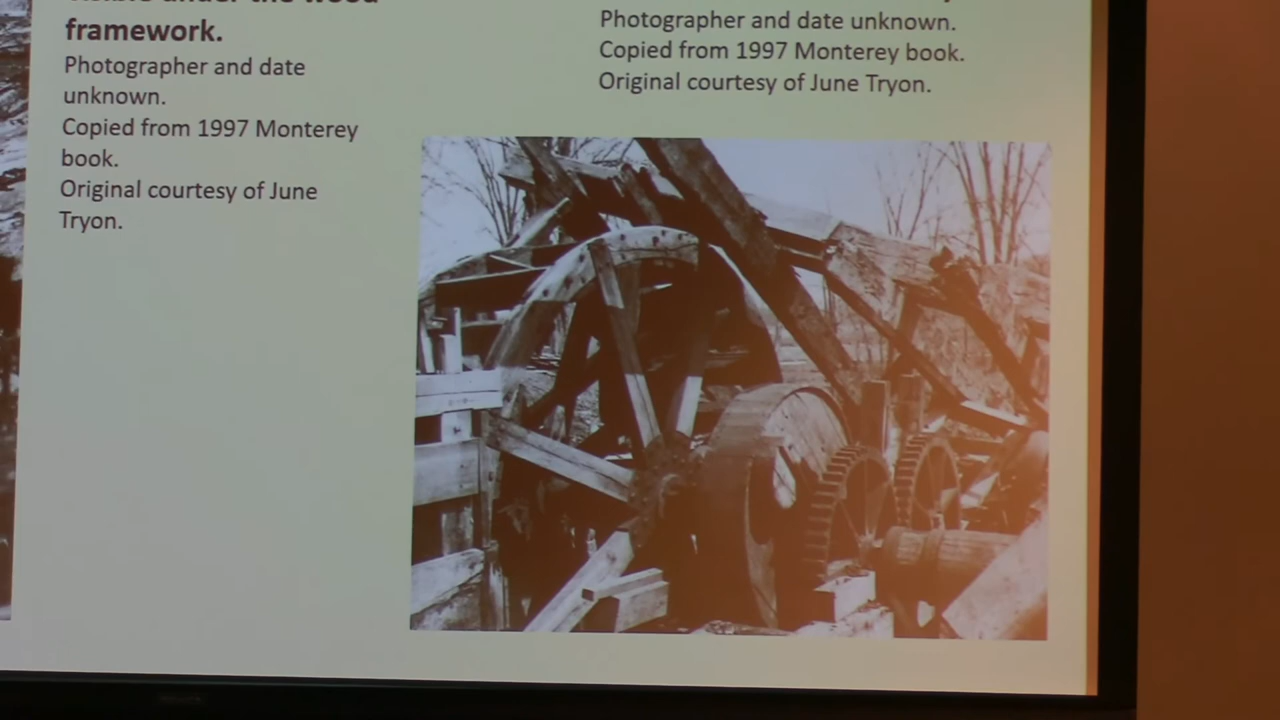 framework.
Photographer and date
unknown.
Copied from 1997 Monterey
book.
Original courtesy of June
Tryon.
Photographer and date unknown.
Copied from 1997 Monterey book.
Original courtesy of June Tryon.